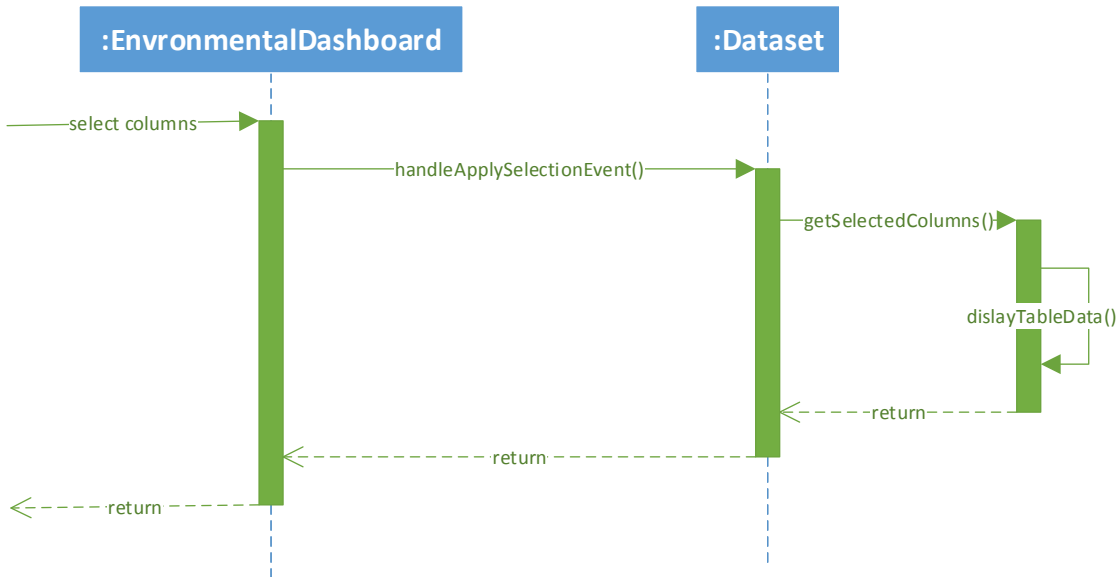 :EnvronmentalDashboard
:Dataset
select columns
handleApplySelectionEvent()
getSelectedColumns()
dislayTableData()
return
return
return